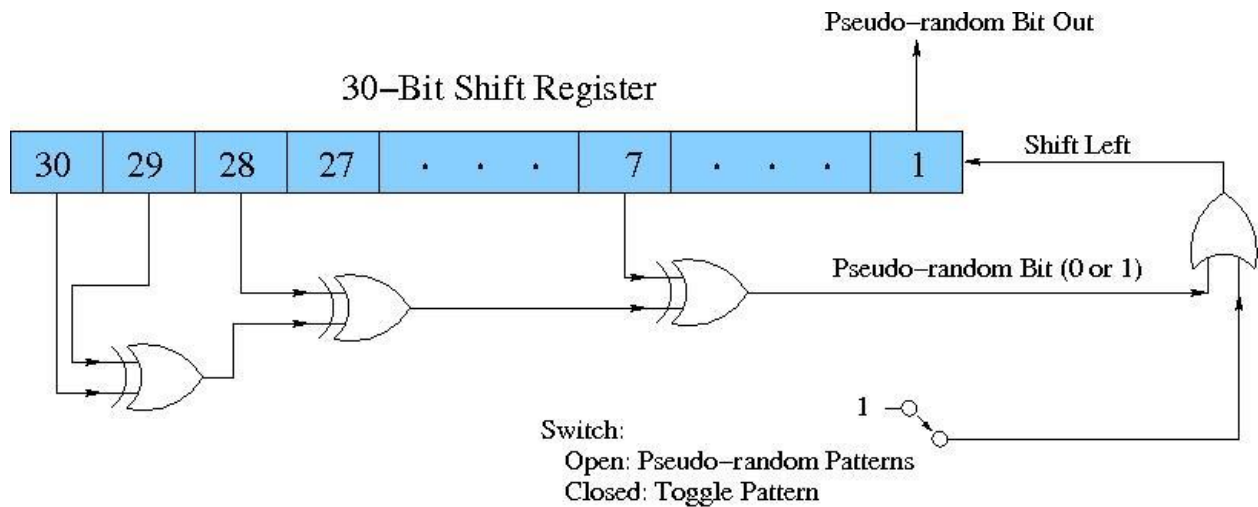 Pseudo-random Bit Out
30-Bit Shift Register
30 29 28 27 . . . 7 . . . 1
Shift Left
Pseudo-random Bit (0 or 1)
1
Switch:
Open: Pseudo-random Patterns
Closed: Toggle Pattern